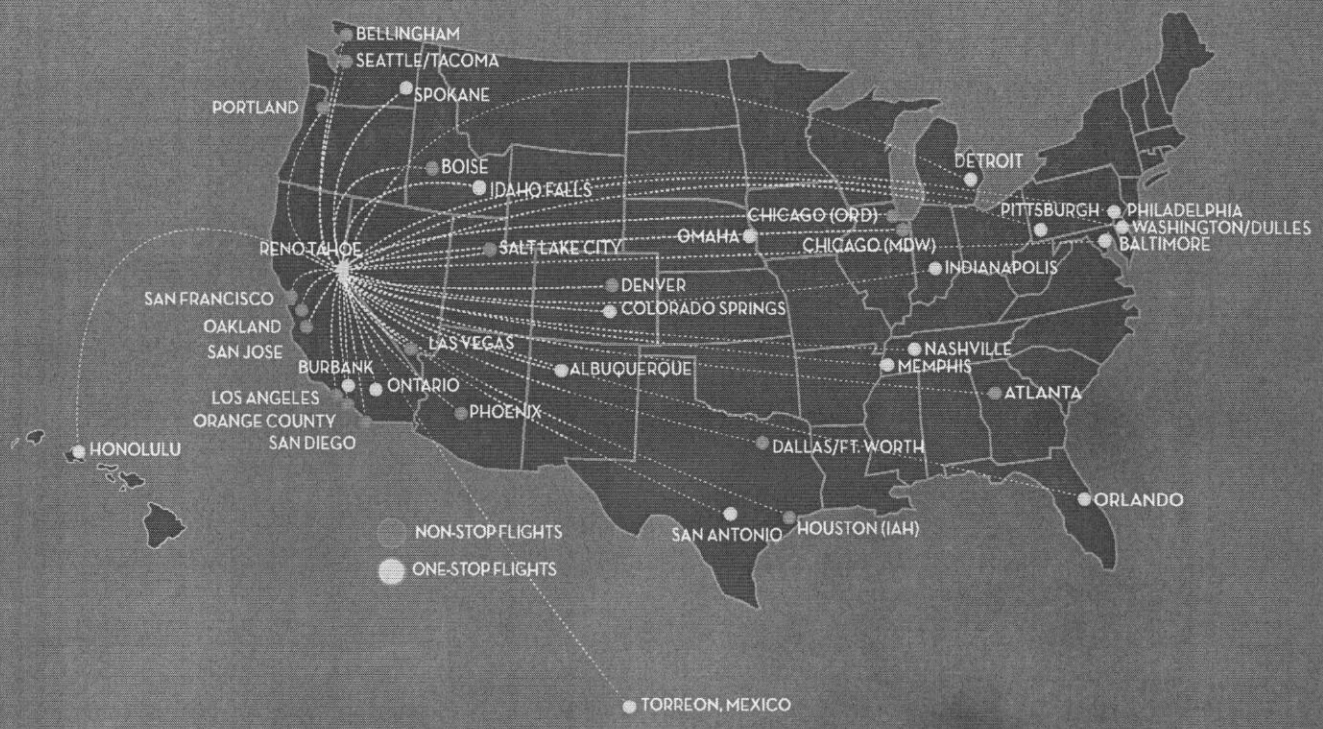 BELLINGHAM
SEATTLE/TACOMA
SPOKANE
PORTLAND
BOISE
IDAHO FALLS
DETROIT
PITTSBURGH
PHILADELPHIA
WASHINGTON/DULLES
BALTIMORE
CHICAGO (ORD)
OMAHA
CHICAGO (MDW)
RENO TAHOE
SALT LAKE CITY
INDIANAPOLIS
DENVER
SAN FRANCISCO
COLORADO SPRINGS
OAKLAND
SAN JOSE
LAS VEGAS
NASHVILLE
BURBANK
ALBUQUERQUE
MEMPHIS
ONTARIO
ATLANTA
LOS ANGELES
PHOENIX
ORANGE COUNTY
SAN DIEGO
HONOLULU
DALLAS/FT. WORTH
ORLANDO
SAN ANTONIO
HOUSTON (IAH)
NON-STOP FLIGHTS
ONE-STOP FLIGHTS
TORREON, MEXICO